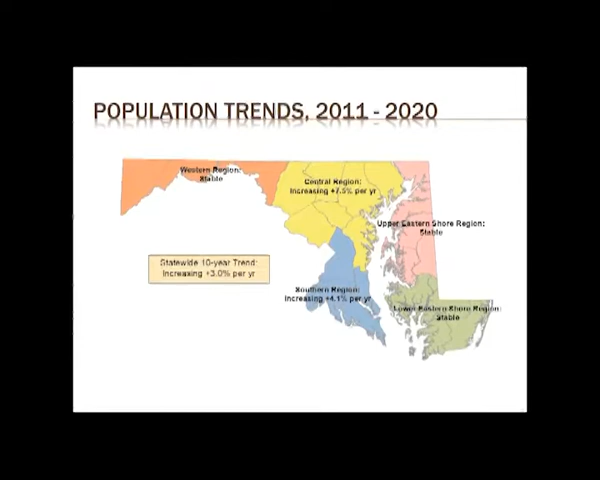 POPULATION TRENDS, 2011 - 2020
Western Region:
Stable
Central Region:
Increasing +7.5% per yr
Upper Eastern Shore Region:
Stable
Statewide 10-year Trend:
Increasing +3.0% per yr
Southern Region:
Increasing +4.1% per yr
Lower Eastern Shore Region:
Stable